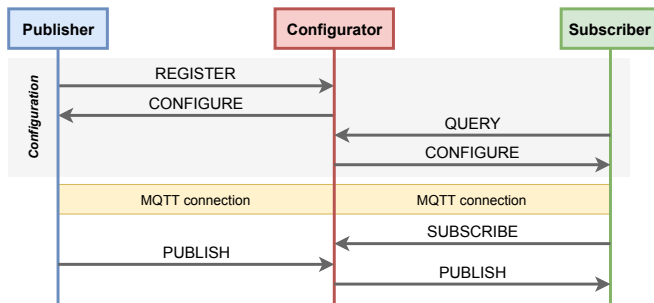 Publisher
Configurator
Subscriber
Configuration
REGISTER
CONFIGURE
QUERY
CONFIGURE
MQTT connection
MQTT connection
SUBSCRIBE
PUBLISH
PUBLISH